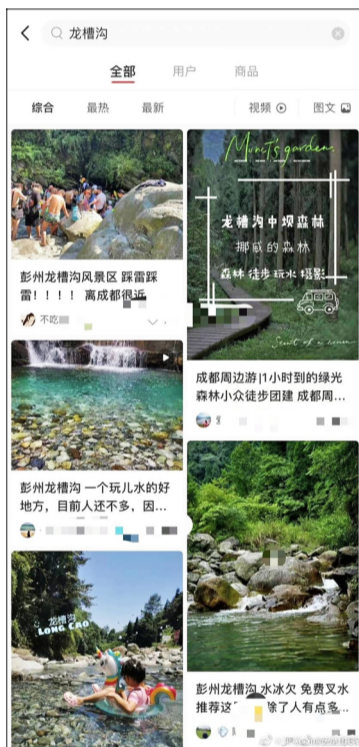 龙槽沟
全部
用户
商品
综合
最热
最新
视频
图文
彭州龙槽沟风景区 踩雷踩
雷！！！！ 离成都很近
不吃
Monet's garden.
龙槽沟中坝森林
挪威的森林
森林 徒步 玩水 摄影
成都周边游|1小时到的绿光
森林小众徒步团建 成都周...
彭州龙槽沟 一个玩儿水的好
地方，目前人还不多，因...
龙槽沟
LONG CAO
彭州龙槽沟 水冰欠 免费叉水
推荐这
除了人有点多...